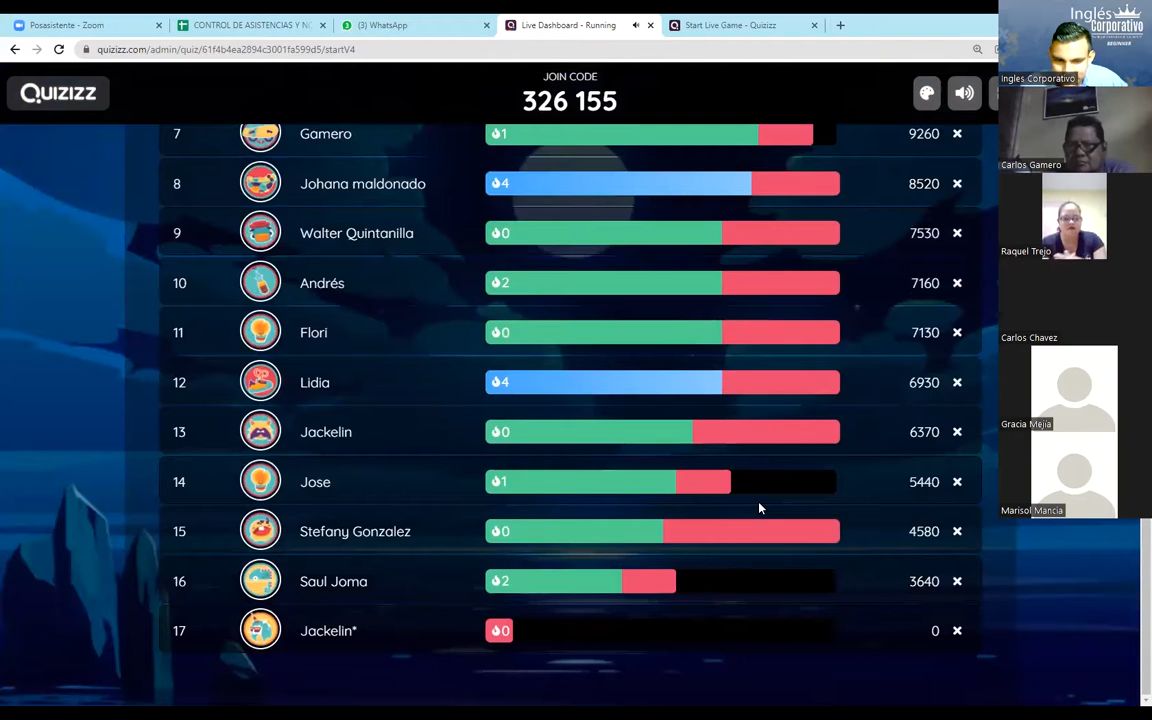 Posasistente - Zoom
CONTROL DE ASISTENCIAS Y NO
(3) WhatsApp
Live Dashboard - Running
Start Live Game - Quizizz
quizizz.com/admin/quiz/61f4b4ea2894c3001fa599d5/startV4
QUIZIZZ
JOIN CODE
326 155
7 Gamero 1 9260
8 Johana maldonado 4 8520
9 Walter Quintanilla 0 7530
10 Andrés 2 7160
11 Flori 0 7130
12 Lidia 4 6930
13 Jackelin 0 6370
14 Jose 1 5440
15 Stefany Gonzalez 0 4580
16 Saul Joma 2 3640
17 Jackelin* 0 0
Inglés
Corporativo
BEGINNER
Ingles Corporativo
Carlos Gamero
Raquel Trejo
Carlos Chavez
Gracia Mejia
Marisol Mancia